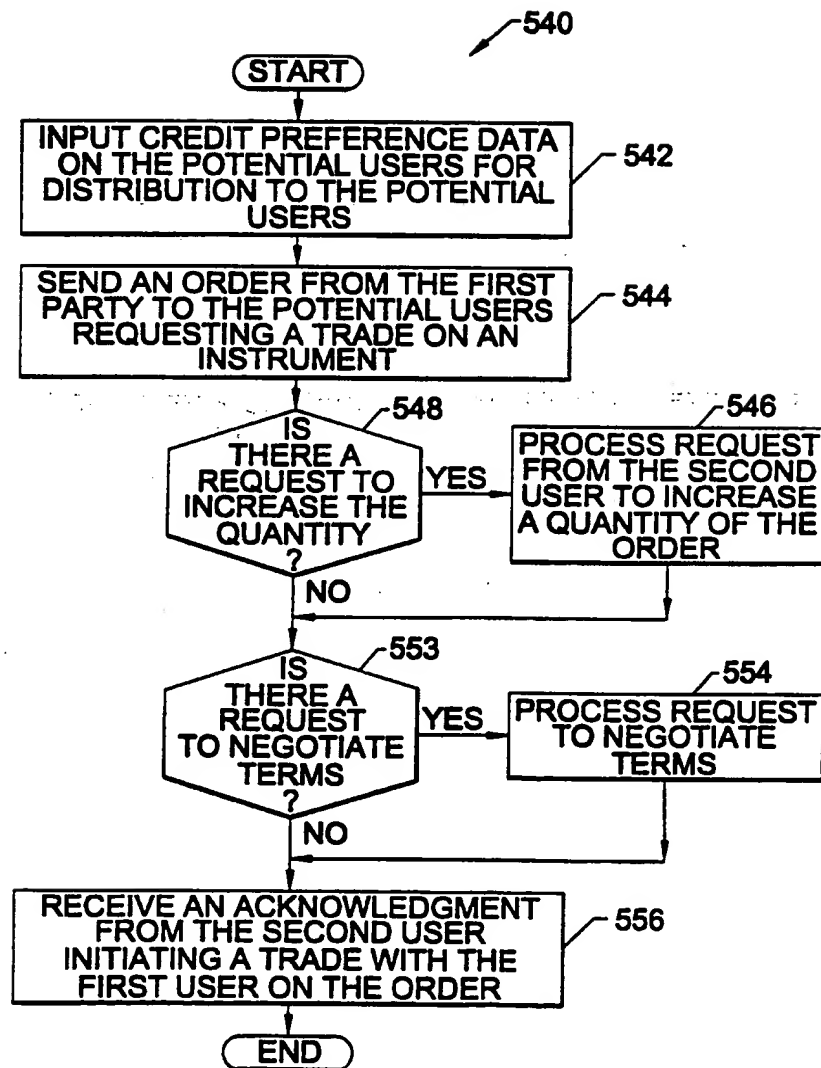 540
START
INPUT CREDIT PREFERENCE DATA
ON THE POTENTIAL USERS FOR
DISTRIBUTION TO THE POTENTIAL
USERS
542
SEND AN ORDER FROM THE FIRST
PARTY TO THE POTENTIAL USERS
REQUESTING A TRADE ON AN
INSTRUMENT
544
IS
THERE A
REQUEST TO
INCREASE THE
QUANTITY
?
548
YES
NO
PROCESS REQUEST
FROM THE SECOND
USER TO INCREASE
A QUANTITY OF THE
ORDER
546
IS
THERE A
REQUEST
TO NEGOTIATE
TERMS
?
553
YES
NO
PROCESS REQUEST
TO NEGOTIATE
TERMS
554
RECEIVE AN ACKNOWLEDGMENT
FROM THE SECOND USER
INITIATING A TRADE WITH THE
FIRST USER ON THE ORDER
556
END